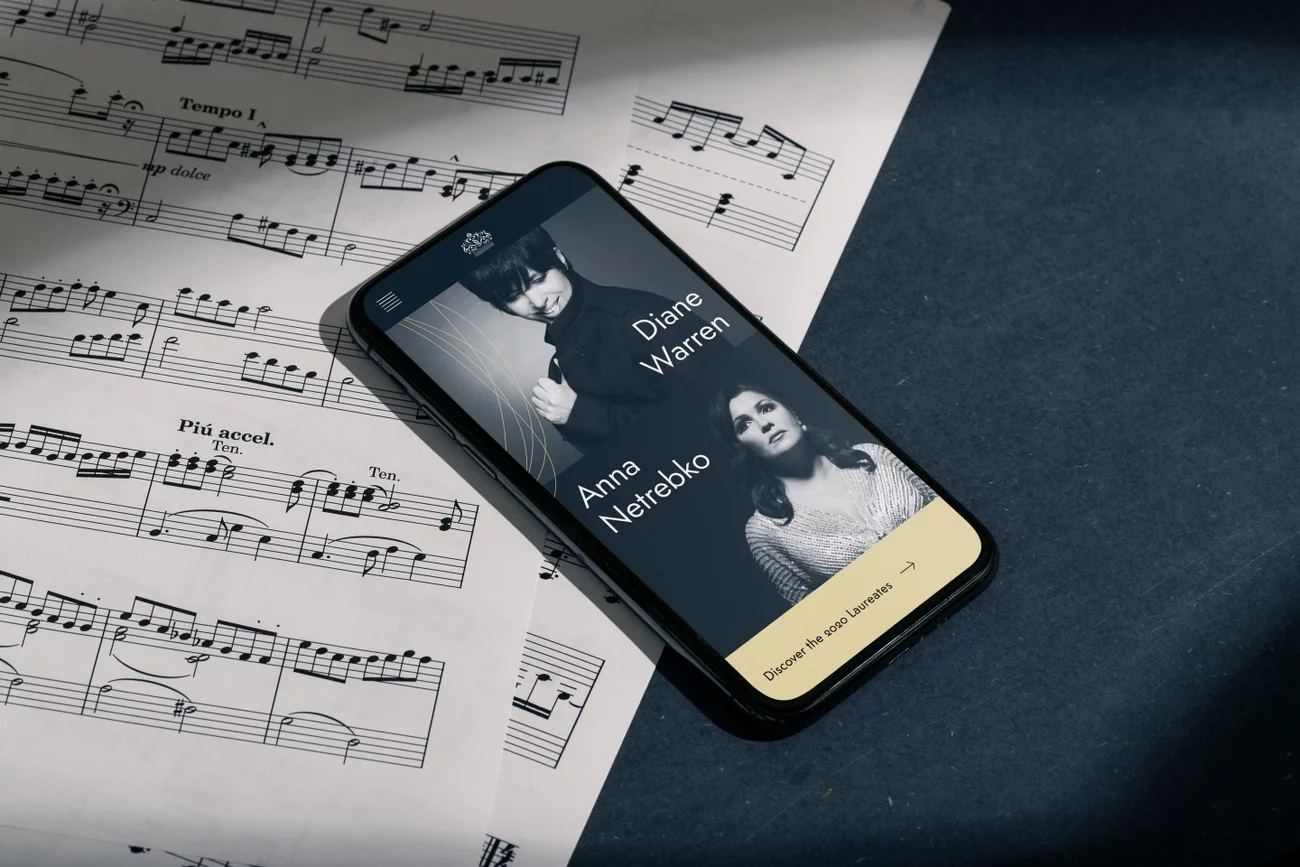 Tempo I
mp dolce
Piú accel.
Ten.
Ten.
Diane
Warren
Anna
Netrebko
Discover the 2020 Laureates →